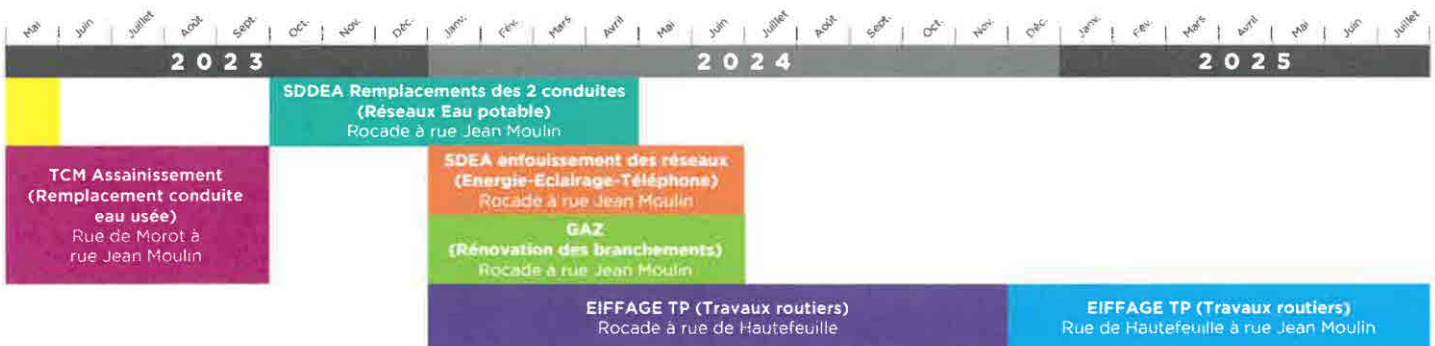 Mai Juin Juillet Août Sept. Oct. Nov. Déc. Janv. Fév. Mars Avril Mai Juin Juillet Août Sept. Oct. Nov. Déc. Janv. Fév. Mars Avril Mai Juin Juillet
2023 2024 2025
SDDEA Remplacements des 2 conduites
(Réseaux Eau potable)
Rocade à rue Jean Moulin
TCM Assainissement
(Remplacement conduite
eau usée)
Rue de Morot à
rue Jean Moulin
SDEA enfouissement des réseaux
(Energie-Eclairage-Téléphone)
Rocade à rue Jean Moulin
GAZ
(Rénovation des branchements)
Rocade à rue Jean Moulin
EIFFAGE TP (Travaux routiers)
Rocade à rue de Hautefeuille
EIFFAGE TP (Travaux routiers)
Rue de Hautefeuille à rue Jean Moulin